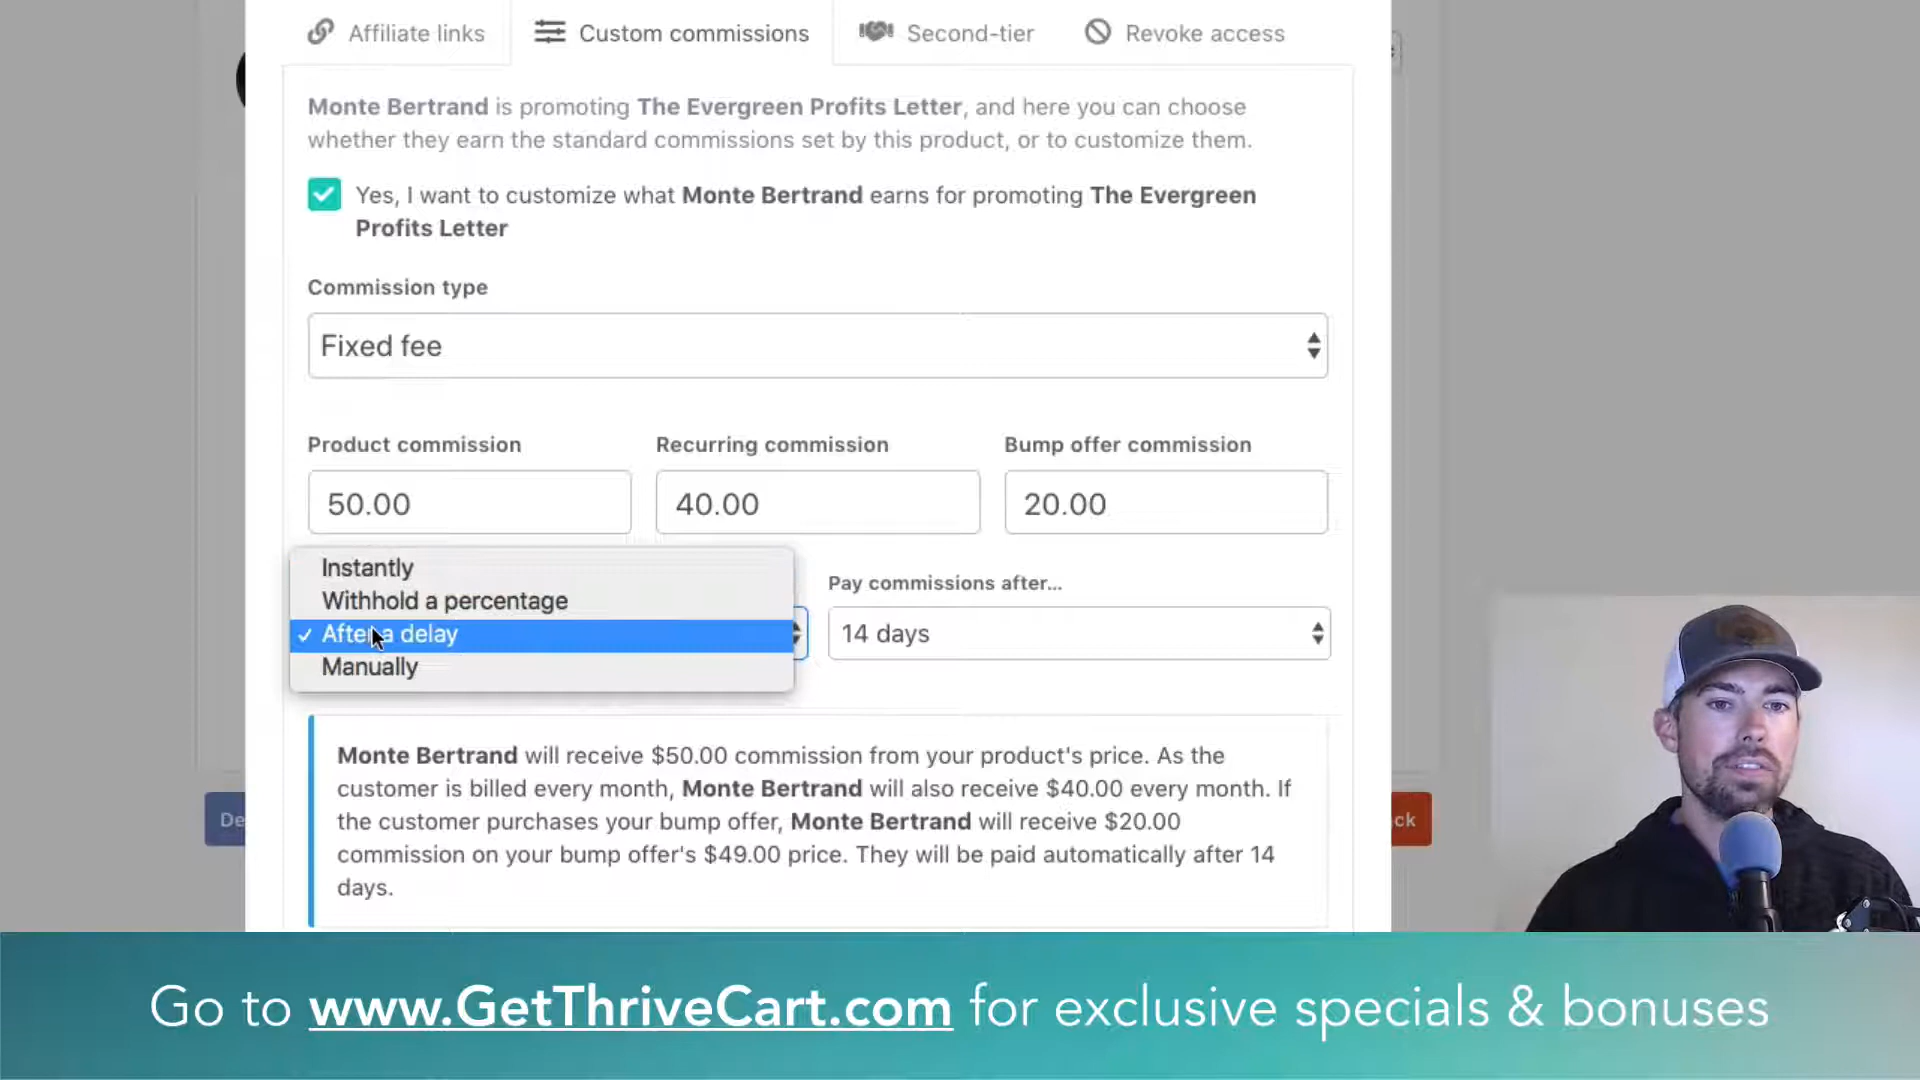 Affiliate links
Custom commissions
Second-tier
Revoke access
Monte Bertrand is promoting The Evergreen Profits Letter, and here you can choose
whether they earn the standard commissions set by this product, or to customize them.
Yes, I want to customize what Monte Bertrand earns for promoting The Evergreen
Profits Letter
Commission type
Fixed fee
Product commission
Recurring commission
Bump offer commission
50.00
40.00
20.00
Instantly
Withhold a percentage
After a delay
Manually
Pay commissions after...
14 days
Monte Bertrand will receive $50.00 commission from your product's price. As the
customer is billed every month, Monte Bertrand will also receive $40.00 every month. If
the customer purchases your bump offer, Monte Bertrand will receive $20.00
commission on your bump offer's $49.00 price. They will be paid automatically after 14
days.
De
ck
Go to www.GetThriveCart.com for exclusive specials & bonuses